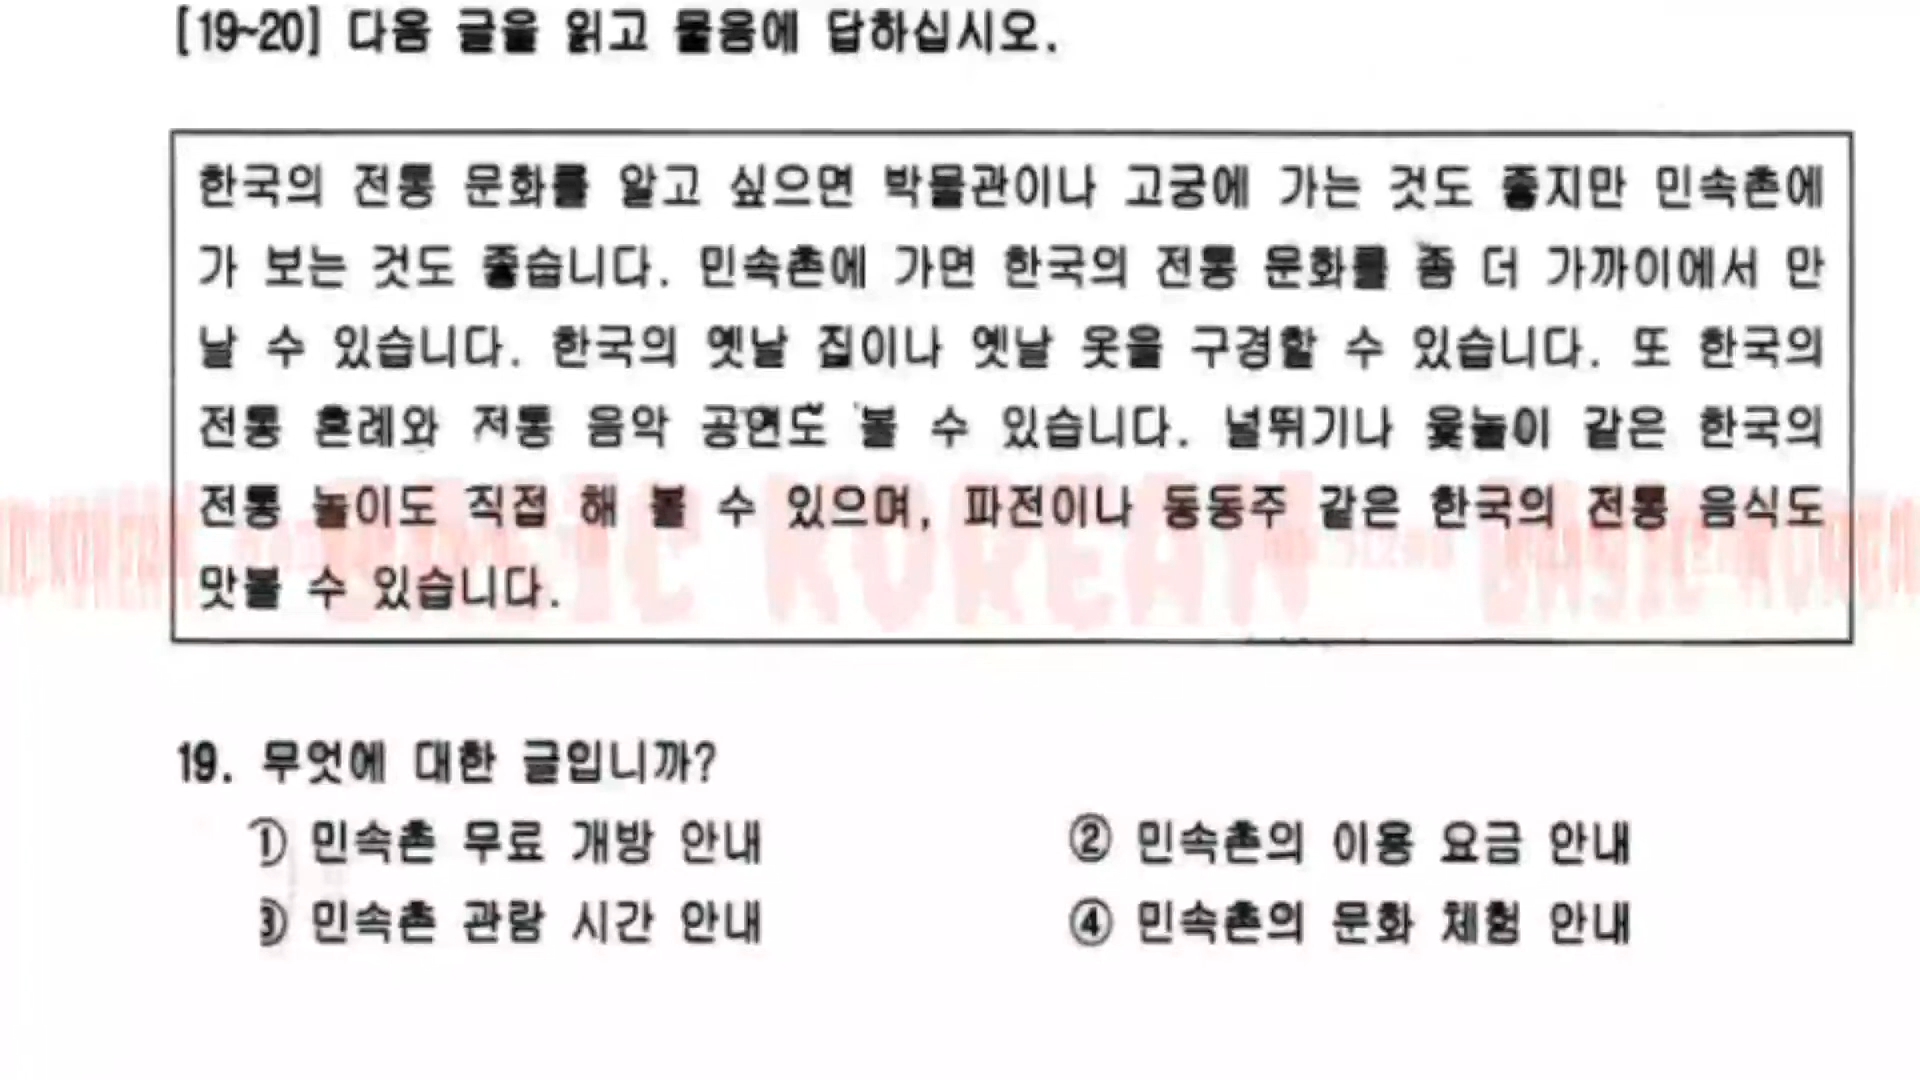 [19~20] 다음 글을 읽고 물음에 답하십시오.
한국의 전통 문화를 알고 싶으면 박물관이나 고궁에 가는 것도 좋지만 민속촌에
가 보는 것도 좋습니다. 민속촌에 가면 한국의 전통 문화를 좀 더 가까이에서 만
날 수 있습니다. 한국의 옛날 집이나 옛날 옷을 구경할 수 있습니다. 또 한국의
전통 혼례와 전통 음악 공연도 볼 수 있습니다. 널뛰기나 윷놀이 같은 한국의
전통 놀이도 직접 해 볼 수 있으며, 파전이나 동동주 같은 한국의 전통 음식도
맛볼 수 있습니다.
BASIC KOREAN
19. 무엇에 대한 글입니까?
① 민속촌 무료 개방 안내 ② 민속촌의 이용 요금 안내
③ 민속촌 관람 시간 안내 ④ 민속촌의 문화 체험 안내